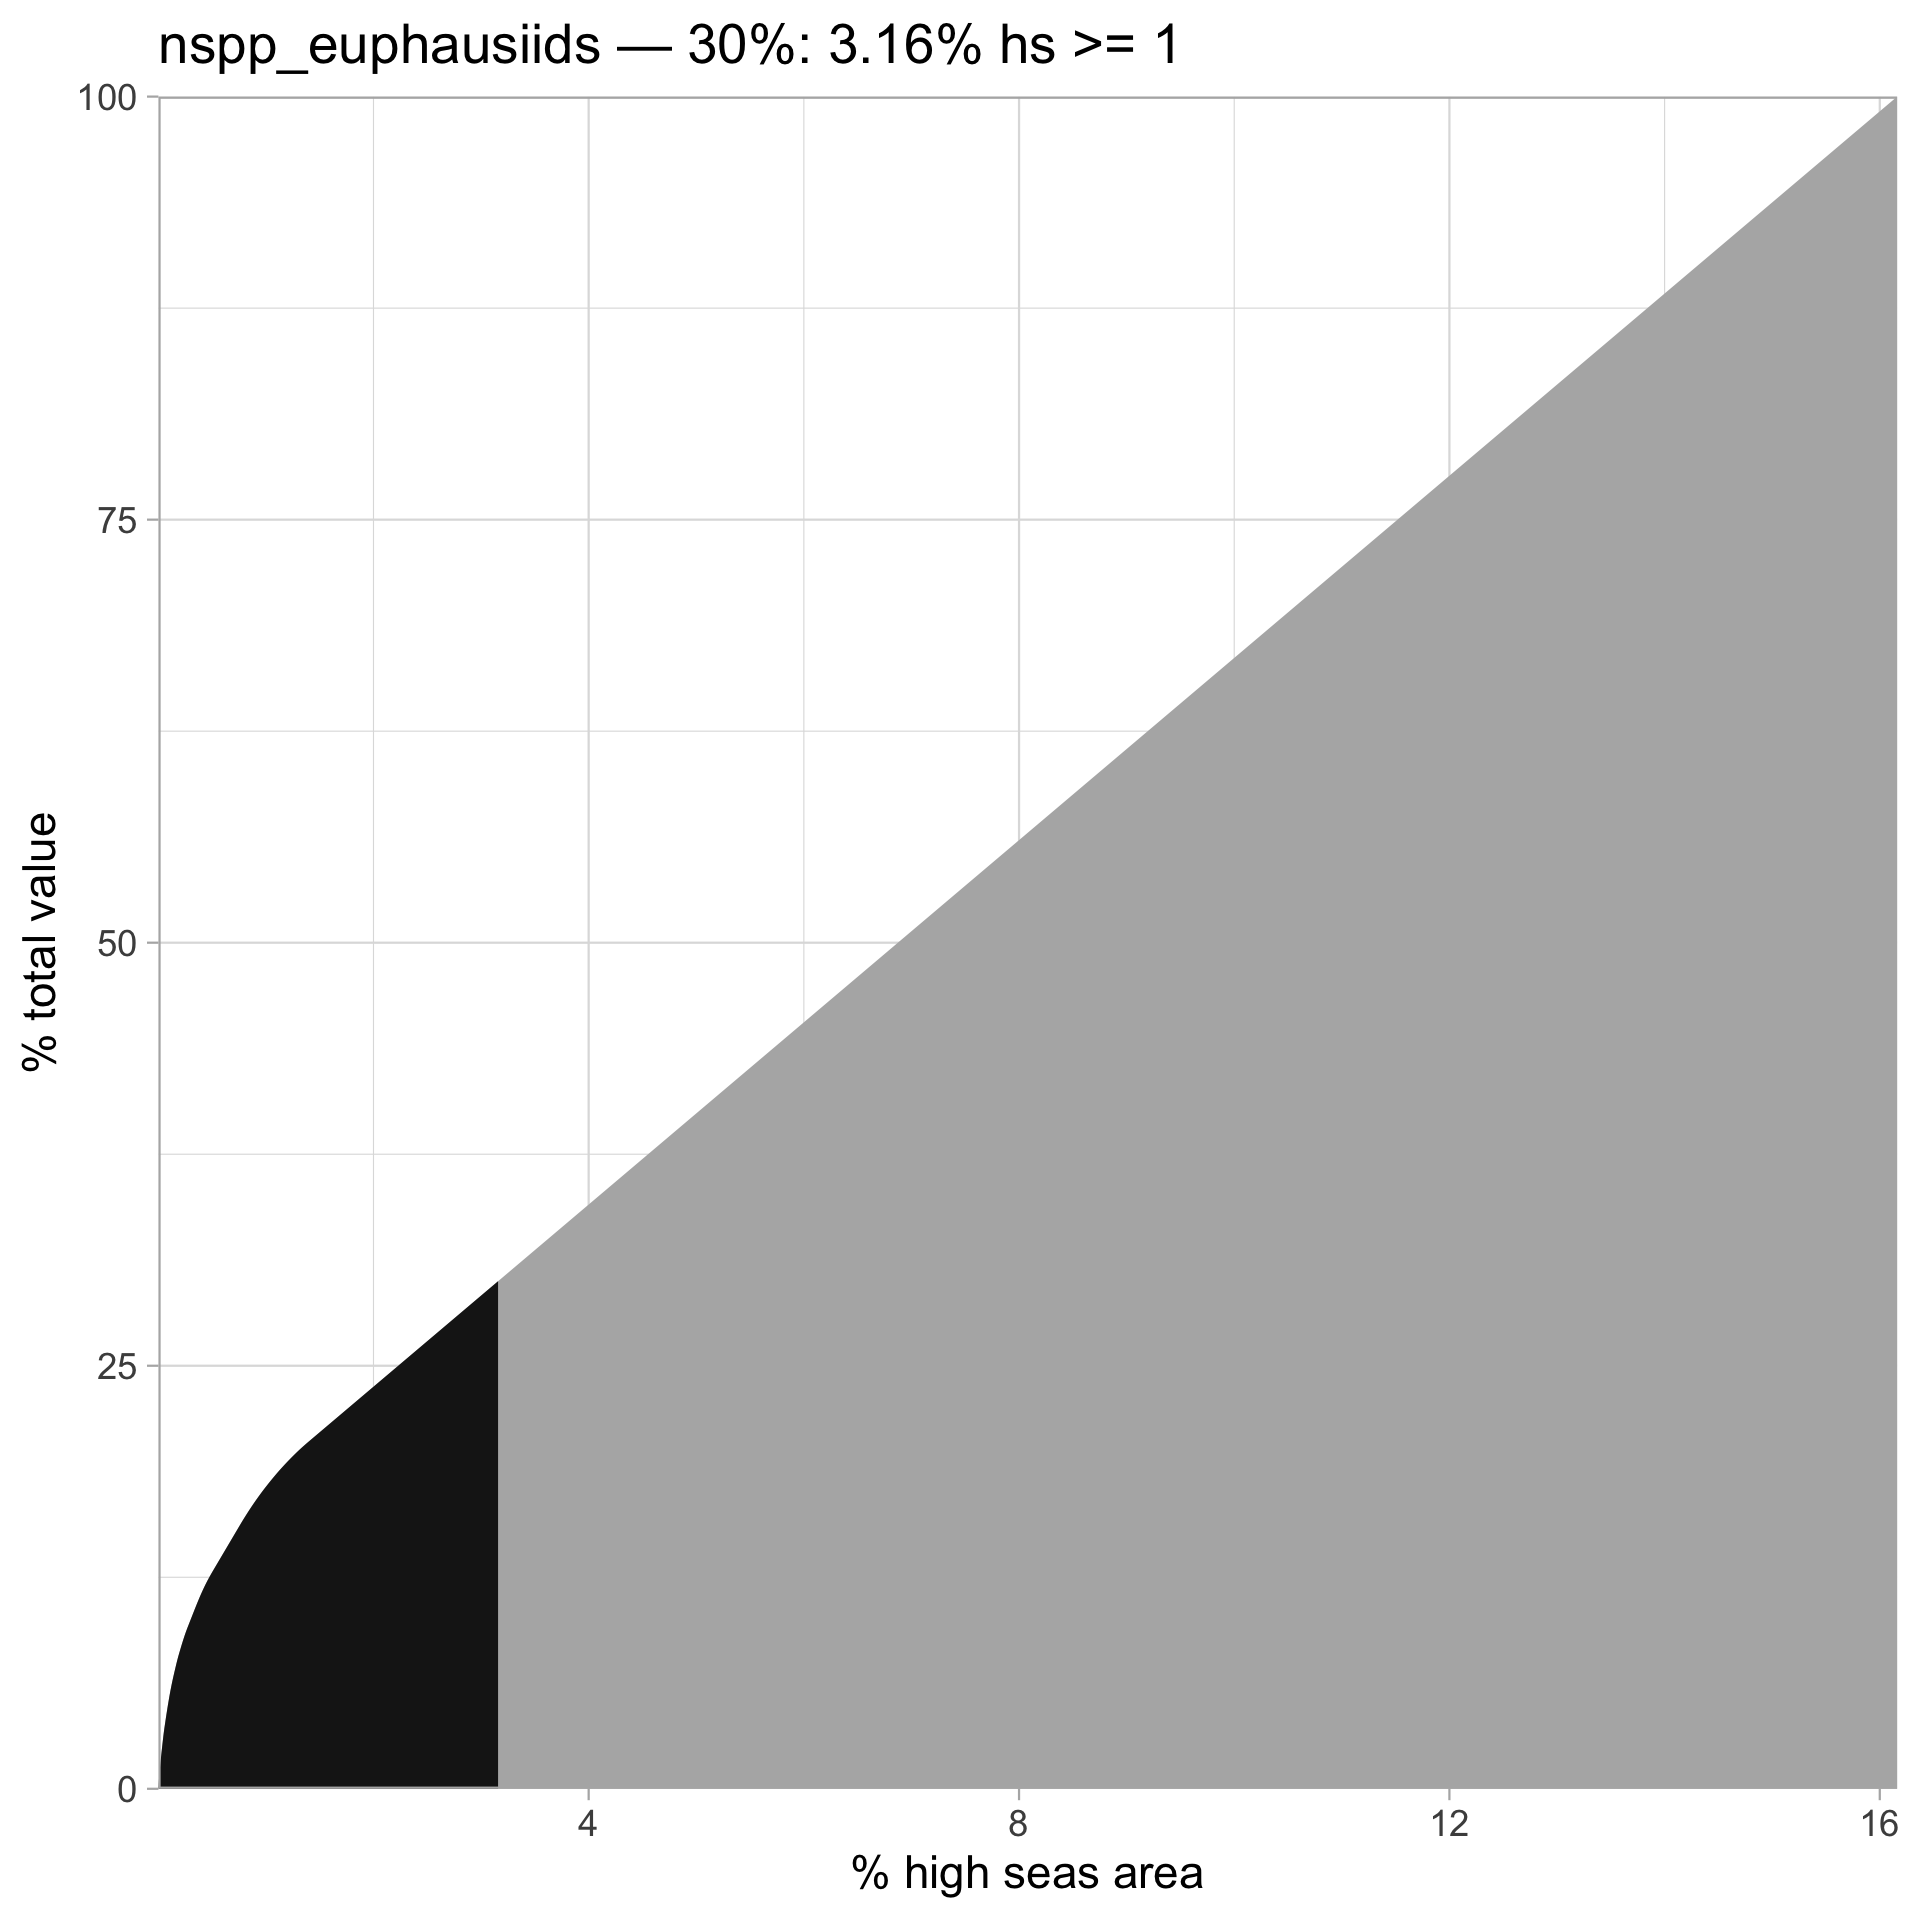 nspp_euphausiids — 30%: 3.16% hs >= 1
100
75
50
25
0
% total value
4 8 12 16
% high seas area